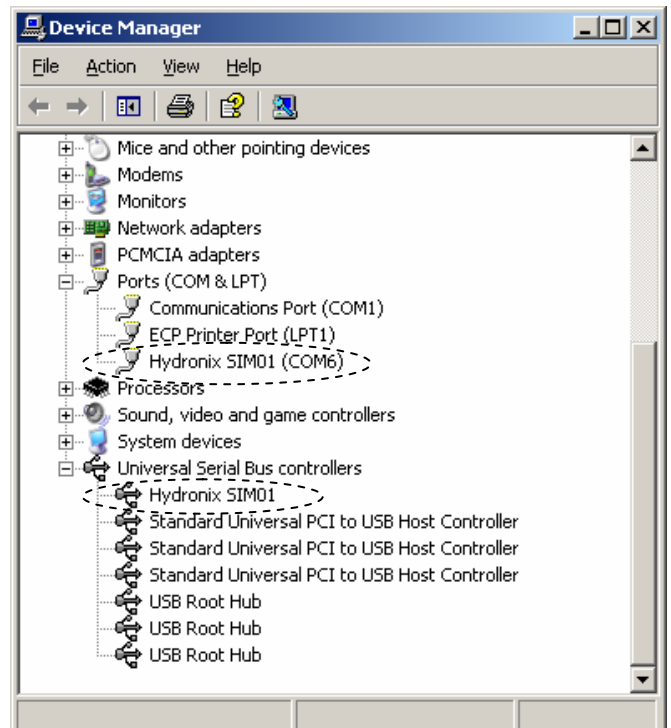 Device Manager
File Action View Help
Mice and other pointing devices
Modems
Monitors
Network adapters
PCMCIA adapters
Ports (COM & LPT)
Communications Port (COM1)
ECP Printer Port (LPT1)
Hydronix SIM01 (COM6)
Processors
Sound, video and game controllers
System devices
Universal Serial Bus controllers
Hydronix SIM01
Standard Universal PCI to USB Host Controller
Standard Universal PCI to USB Host Controller
Standard Universal PCI to USB Host Controller
USB Root Hub
USB Root Hub
USB Root Hub